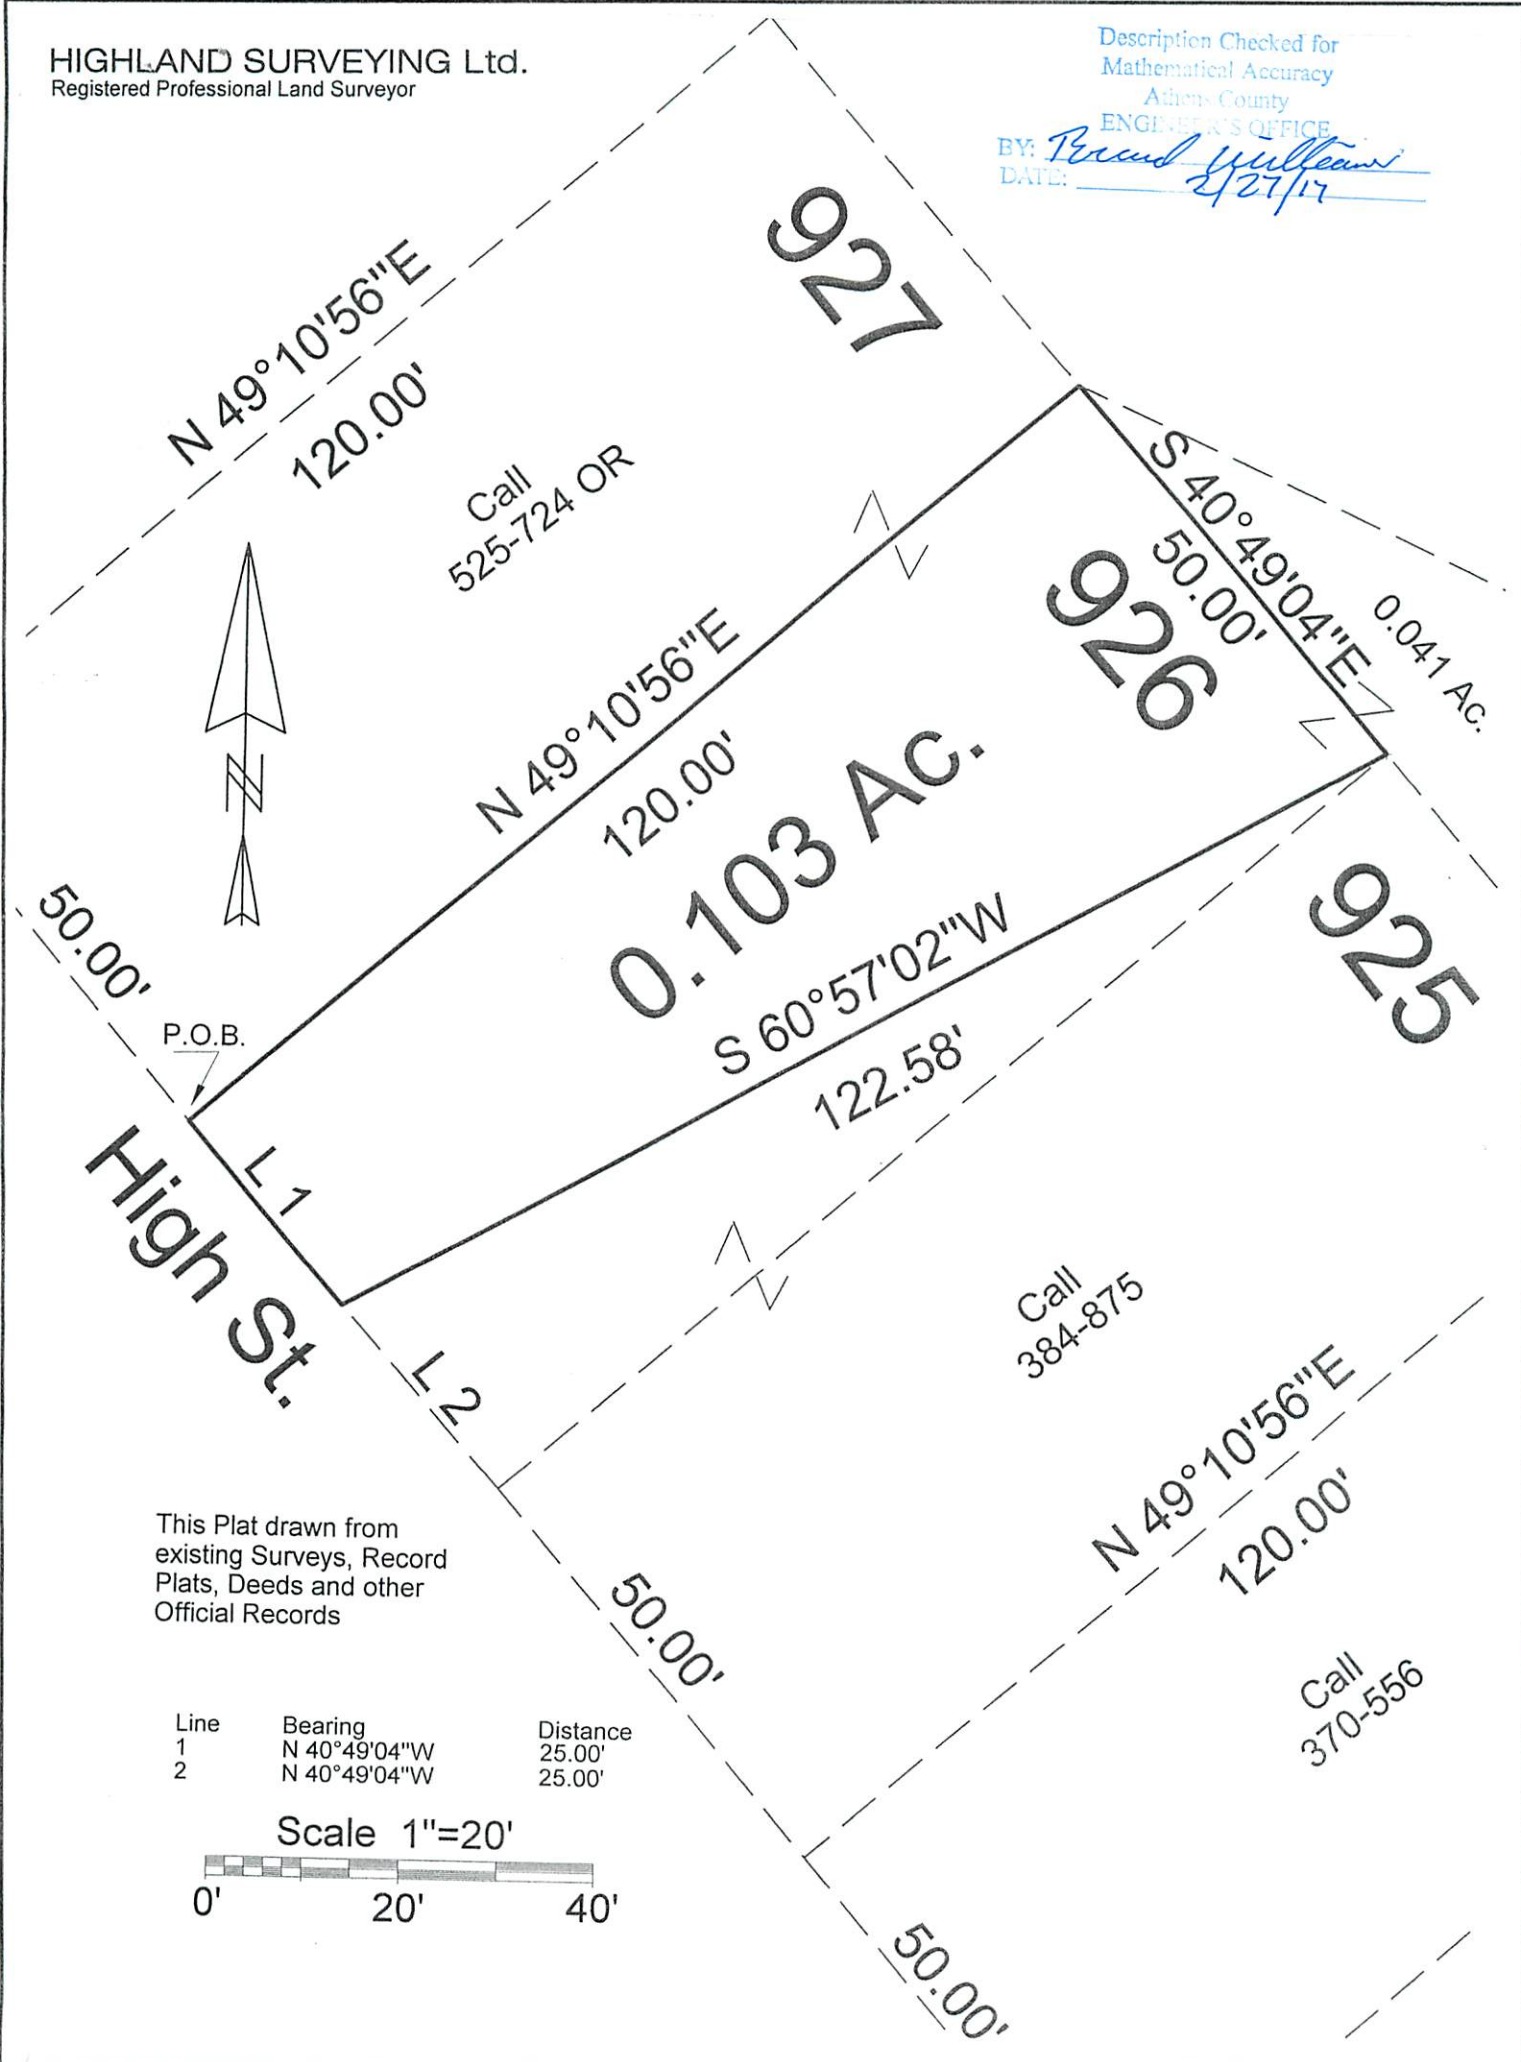 HIGHLAND SURVEYING Ltd.
Registered Professional Land Surveyor
Description Checked for
Mathematical Accuracy
Athens County
ENGINEER'S OFFICE
BY:
DATE: 2/27/17
927
N 49°10'56"E
120.00'
Call
525-724 OR
S 40°49'04"E
50.00'
926
0.041 Ac.
N 49°10'56"E
120.00'
0.103 Ac.
N
50.00'
925
S 60°57'02"W
122.58'
P.O.B.
L 1
High St.
L 2
Call
384-875
N 49°10'56"E
120.00'
This Plat drawn from
existing Surveys, Record
Plats, Deeds and other
Official Records
50.00'
Call
370-556
Line Bearing Distance
1 N 40°49'04"W 25.00'
2 N 40°49'04"W 25.00'
Scale 1"=20'
0' 20' 40'
50.00'